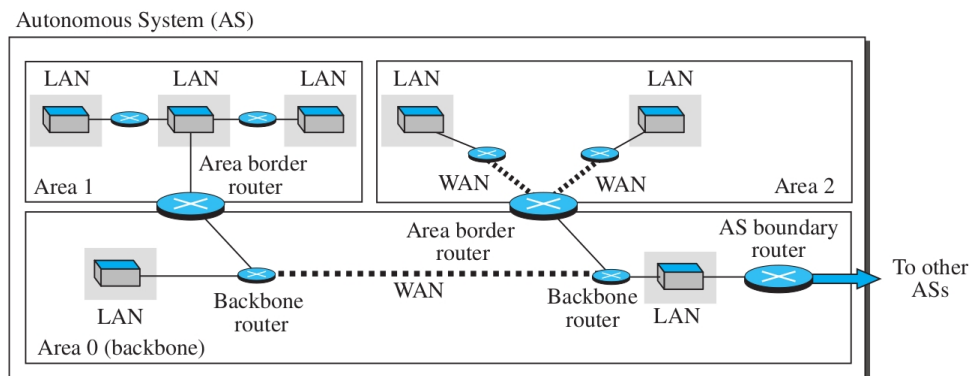 Autonomous System (AS)
LAN
LAN
LAN
Area border
router
Area 1
LAN
LAN
WAN
WAN
Area 2
Area border
router
AS boundary
router
To other
ASs
LAN
Backbone
router
WAN
Backbone
router
LAN
Area 0 (backbone)